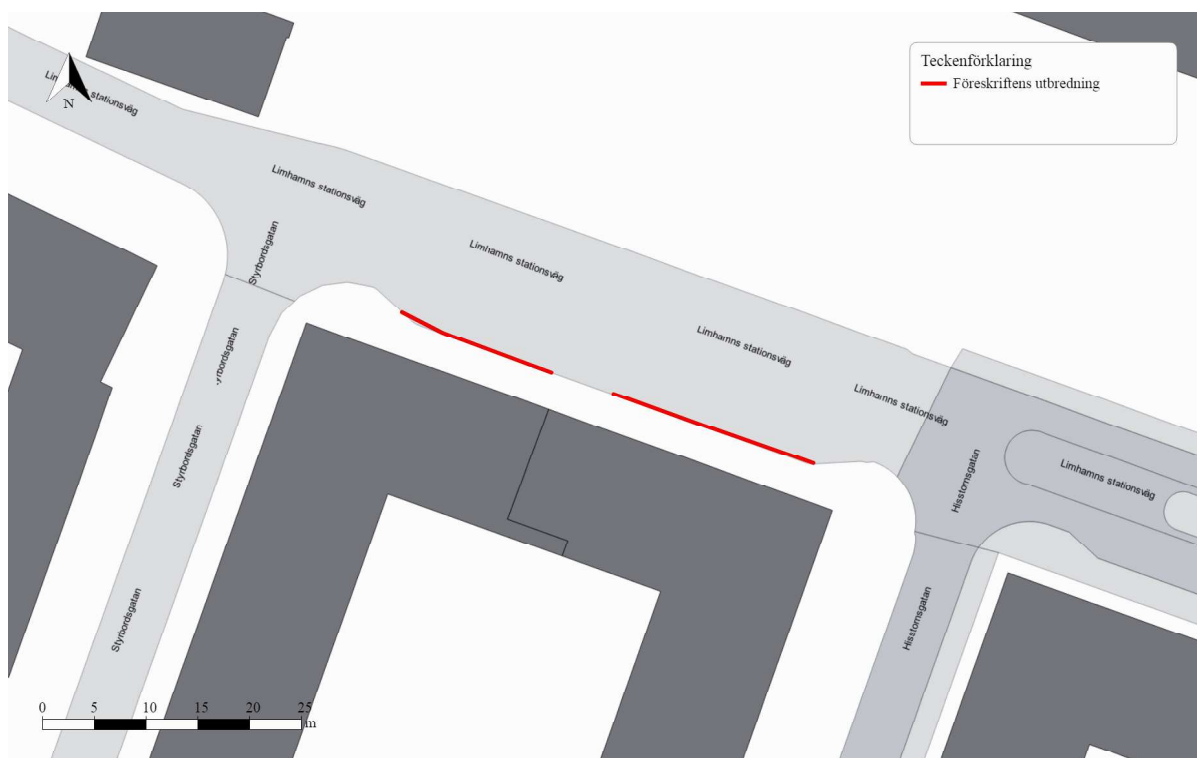 Teckenförklaring
Föreskriftens utbredning
stationsväg
N
Limhamns stationsväg
Styrbordsgatan
Limhamns stationsväg
Limhamns stationsväg
Styrbordsgatan
Limhamns stationsväg
Limhamns stationsväg
Hisstornsgatan
Styrbordsgatan
Styrbordsgatan
Hisstornsgatan
0 5 10 15 20 25
m